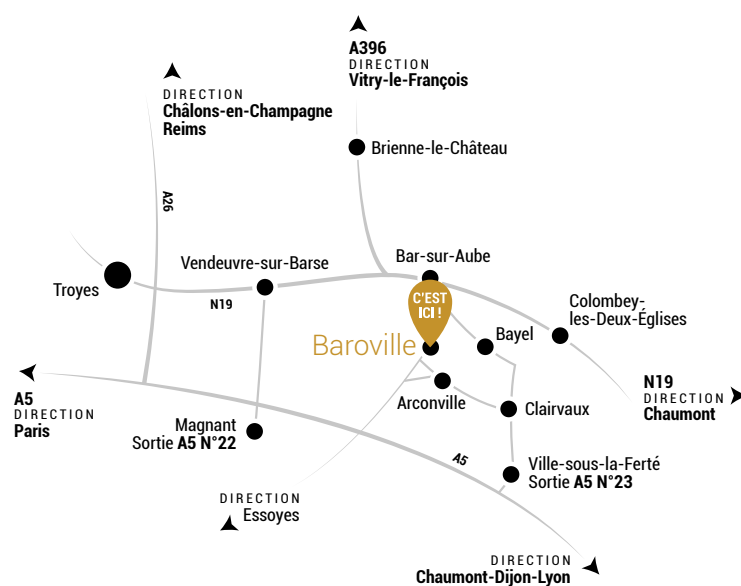 A396
DIRECTION
Vitry-le-François
DIRECTION
Châlons-en-Champagne
Reims
Brienne-le-Château
A26
Troyes
Vendeuvre-sur-Barse
N19
Bar-sur-Aube
C'EST
ICI !
Baroville
Bayel
Colombey-
les-Deux-Églises
A5
DIRECTION
Paris
Arconville
Clairvaux
N19
DIRECTION
Chaumont
Magnant
Sortie A5 N°22
A5
Ville-sous-la-Ferté
Sortie A5 N°23
DIRECTION
Essoyes
DIRECTION
Chaumont-Dijon-Lyon